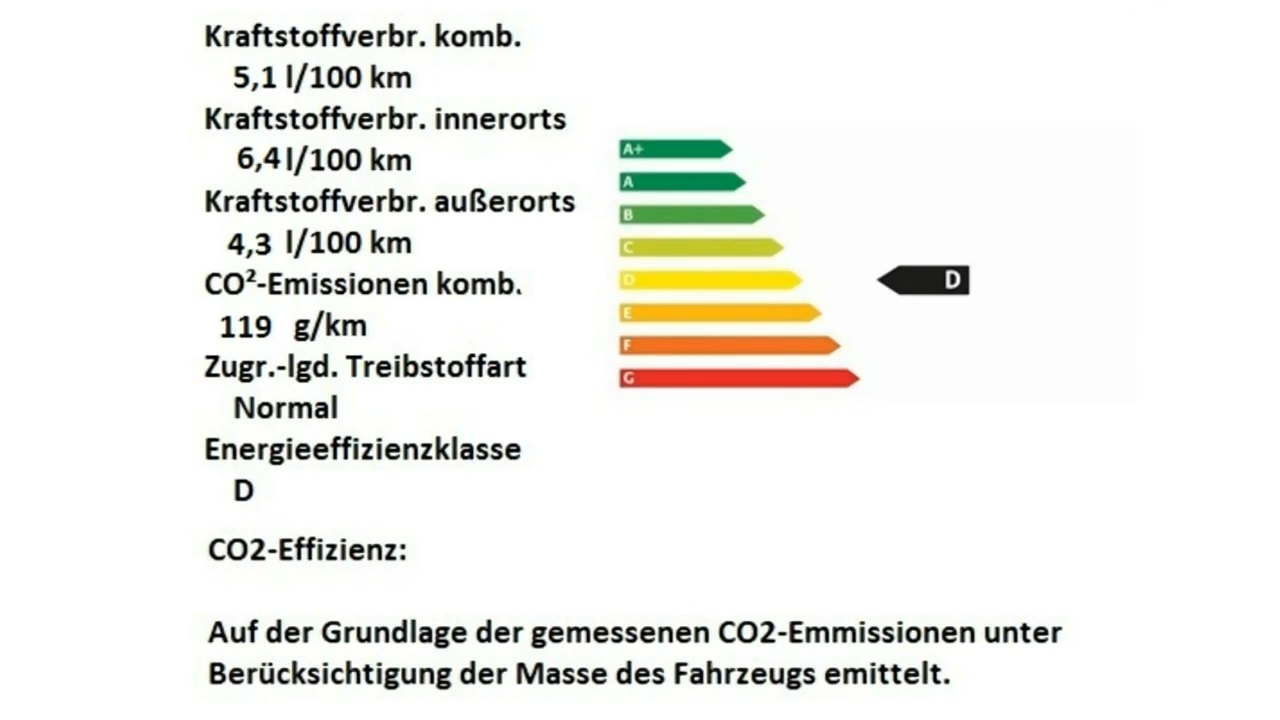 Kraftstoffverbr. komb.
5,1 l/100 km
Kraftstoffverbr. innerorts
6,4 l/100 km
Kraftstoffverbr. außerorts
4,3 l/100 km
CO²-Emissionen komb.
119 g/km
Zugr.-lgd. Treibstoffart
Normal
Energieeffizienzklasse
D
A+
A
B
C
D
D
E
F
G
CO2-Effizienz:
Auf der Grundlage der gemessenen CO2-Emmissionen unter
Berücksichtigung der Masse des Fahrzeugs emittelt.